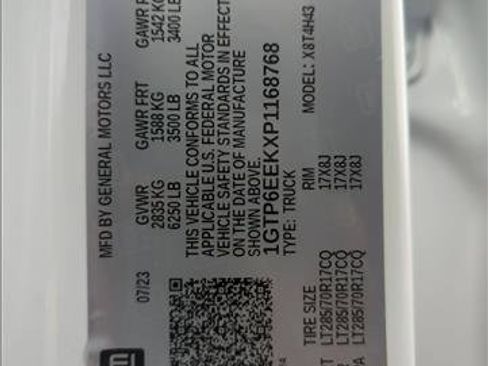 MFD BY GENERAL MOTORS LLC
07/23
GVWR GAWR FRT GAWR
2835 KG 1588 KG 1542 KG
6250 LB 3500 LB 3400 LB
THIS VEHICLE CONFORMS TO ALL
APPLICABLE U.S. FEDERAL MOTOR
VEHICLE SAFETY STANDARDS IN EFFECT
ON THE DATE OF MANUFACTURE
SHOWN ABOVE.
1GTP6EEKXP1168768
TYPE: TRUCK MODEL: X8T4H43
TIRE SIZE RIM
LT285/70R17CQ 17X8J
LT285/70R17CQ 17X8J
LT285/70R17CQ 17X8J